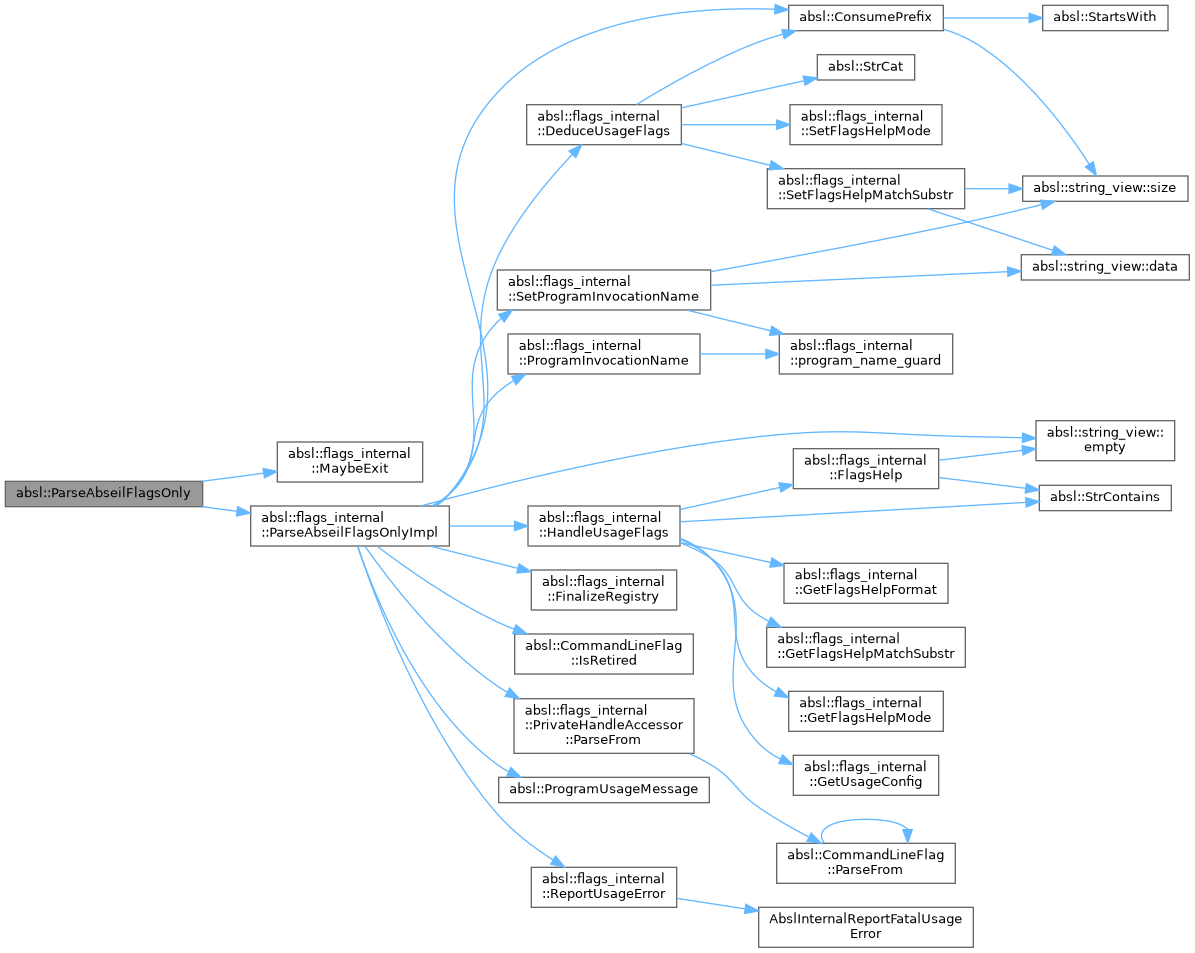 absl::ParseAbseilFlagsOnly
absl::flags_internal
::MaybeExit
absl::flags_internal
::ParseAbseilFlagsOnlyImpl
absl::flags_internal
::DeduceUsageFlags
absl::flags_internal
::SetProgramInvocationName
absl::flags_internal
::ProgramInvocationName
absl::flags_internal
::HandleUsageFlags
absl::flags_internal
::FinalizeRegistry
absl::CommandLineFlag
::IsRetired
absl::flags_internal
::PrivateHandleAccessor
::ParseFrom
absl::ProgramUsageMessage
absl::flags_internal
::ReportUsageError
absl::ConsumePrefix
absl::StrCat
absl::flags_internal
::SetFlagsHelpMode
absl::flags_internal
::SetFlagsHelpMatchSubstr
absl::flags_internal
::program_name_guard
absl::flags_internal
::FlagsHelp
absl::flags_internal
::GetFlagsHelpFormat
absl::flags_internal
::GetFlagsHelpMatchSubstr
absl::flags_internal
::GetFlagsHelpMode
absl::flags_internal
::GetUsageConfig
absl::CommandLineFlag
::ParseFrom
AbslInternalReportFatalUsage
Error
absl::StartsWith
absl::string_view::size
absl::string_view::data
absl::string_view::
empty
absl::StrContains